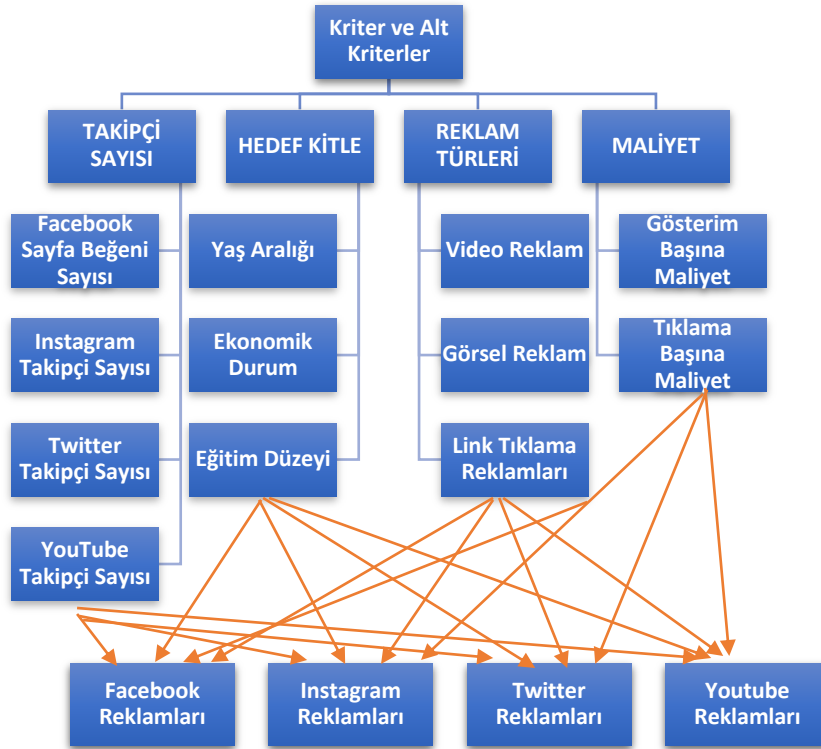 Kriter ve Alt
Kriterler
TAKİPÇİ
SAYISI
HEDEF KİTLE
REKLAM
TÜRLERİ
MALİYET
Facebook
Sayfa Beğeni
Sayısı
Yaş Aralığı
Video Reklam
Gösterim
Başına
Maliyet
Instagram
Takipçi Sayısı
Ekonomik
Durum
Görsel Reklam
Tıklama
Başına
Maliyet
Twitter
Takipçi Sayısı
Eğitim Düzeyi
Link Tıklama
Reklamları
YouTube
Takipçi Sayısı
Facebook
Reklamları
Instagram
Reklamları
Twitter
Reklamları
Youtube
Reklamları